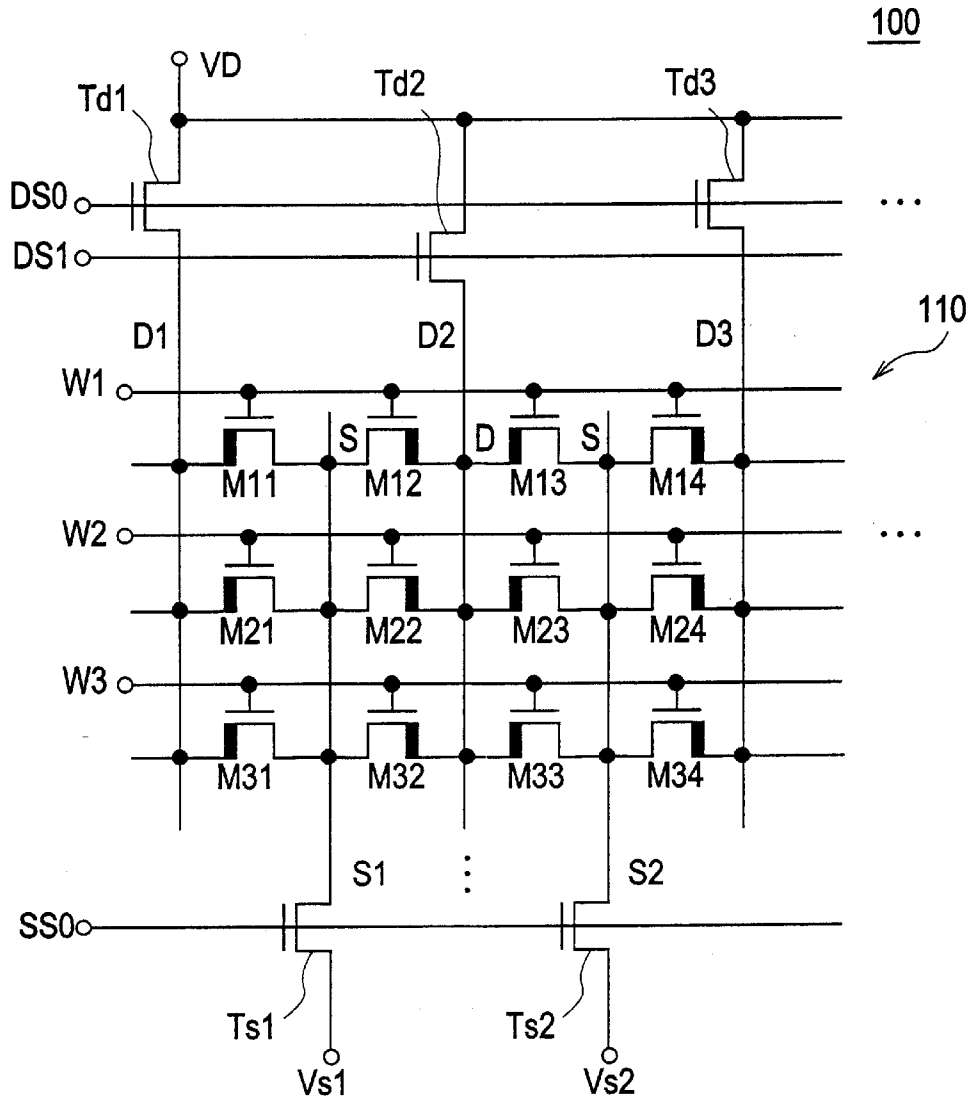 100
VD
Td1 Td2 Td3
DS0 ...
DS1
110
D1 D2 D3
W1
S D S
M11 M12 M13 M14
W2 ...
M21 M22 M23 M24
W3
M31 M32 M33 M34
S1 S2
SS0
Ts1 Ts2
Vs1 Vs2